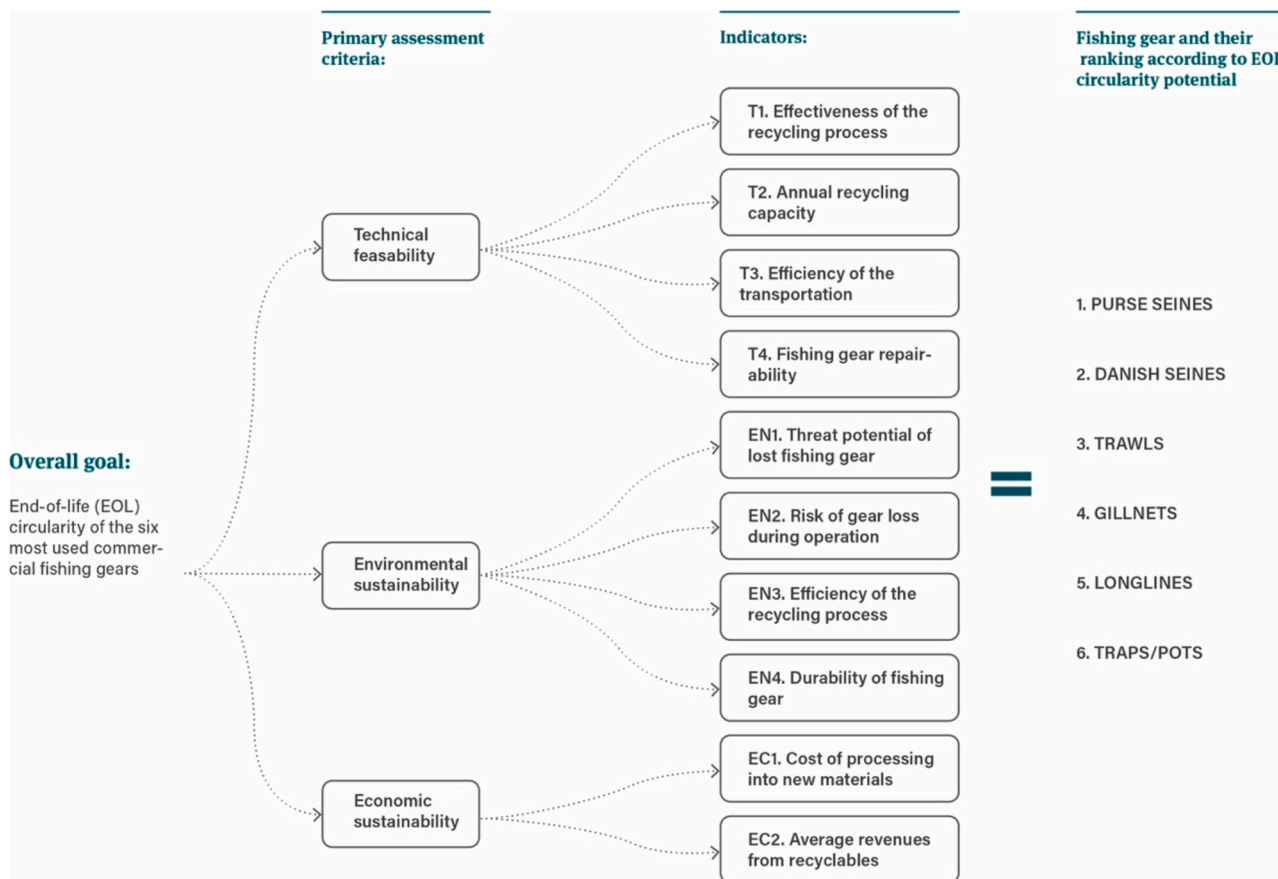 Primary assessment
criteria:
Indicators:
Fishing gear and their
ranking according to EOL
circularity potential
T1. Effectiveness of the
recycling process
T2. Annual recycling
capacity
Technical
feasability
T3. Efficiency of the
transportation
T4. Fishing gear repair-
ability
1. PURSE SEINES
2. DANISH SEINES
3. TRAWLS
4. GILLNETS
5. LONGLINES
6. TRAPS/POTS
Overall goal:
End-of-life (EOL)
circularity of the six
most used commer-
cial fishing gears
EN1. Threat potential of
lost fishing gear
EN2. Risk of gear loss
during operation
Environmental
sustainability
EN3. Efficiency of the
recycling process
EN4. Durability of fishing
gear
Economic
sustainability
EC1. Cost of processing
into new materials
EC2. Average revenues
from recyclables